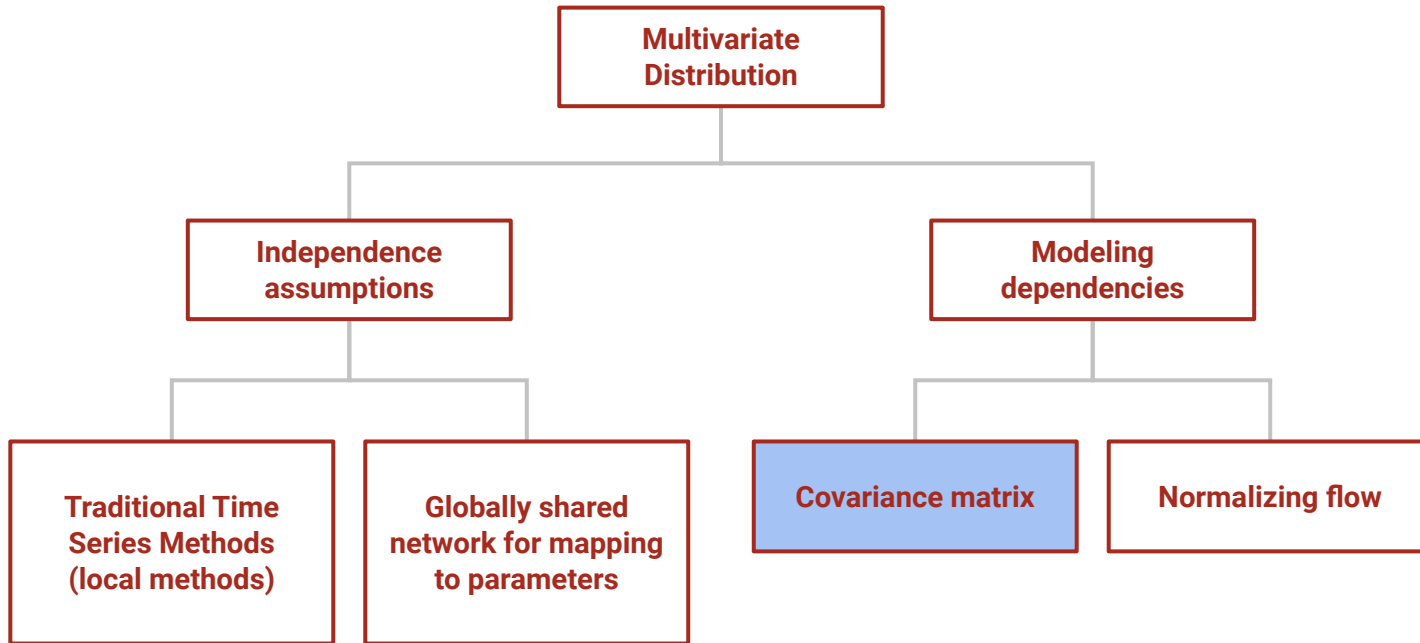 Multivariate
Distribution
Independence
assumptions
Modeling
dependencies
Traditional Time
Series Methods
(local methods)
Globally shared
network for mapping
to parameters
Covariance matrix
Normalizing flow